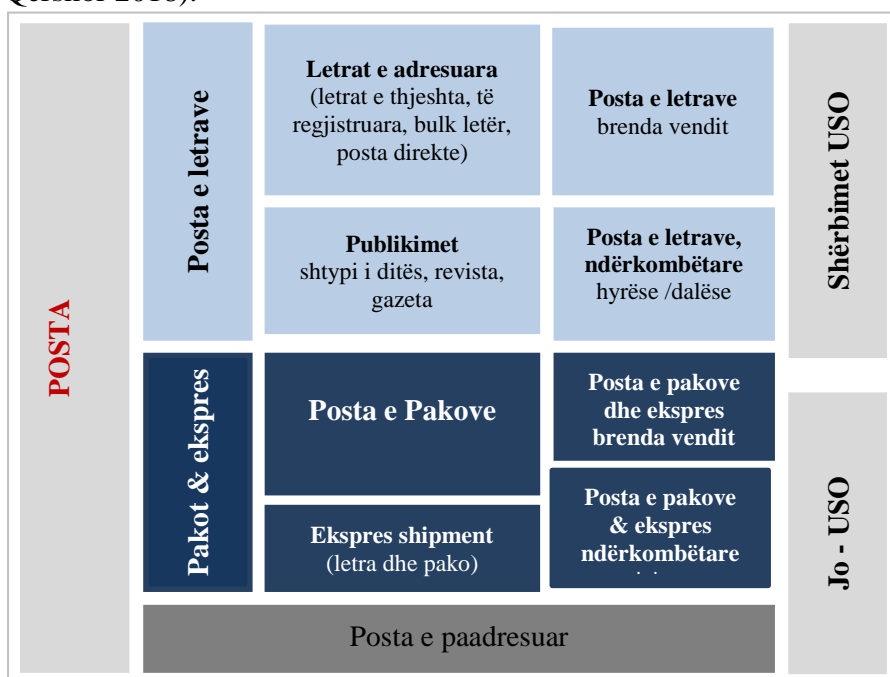 POSTA
Posta e letrave
Letrat e adresuara
(letrat e thjeshta, të
regjistruara, bulk letër,
posta direkte)
Posta e letrave
brenda vendit
Publikimet
shtypi i ditës, revista,
gazeta
Posta e letrave,
ndërkombëtare
hyrëse /dalëse
Shërbimet USO
Pakot & ekspres
Posta e Pakove
Posta e pakove
dhe ekspres
brenda vendit
Ekspres shipment
(letra dhe pako)
Posta e pakove
& ekspres
ndërkombëtare
Jo - USO
Posta e paadresuar